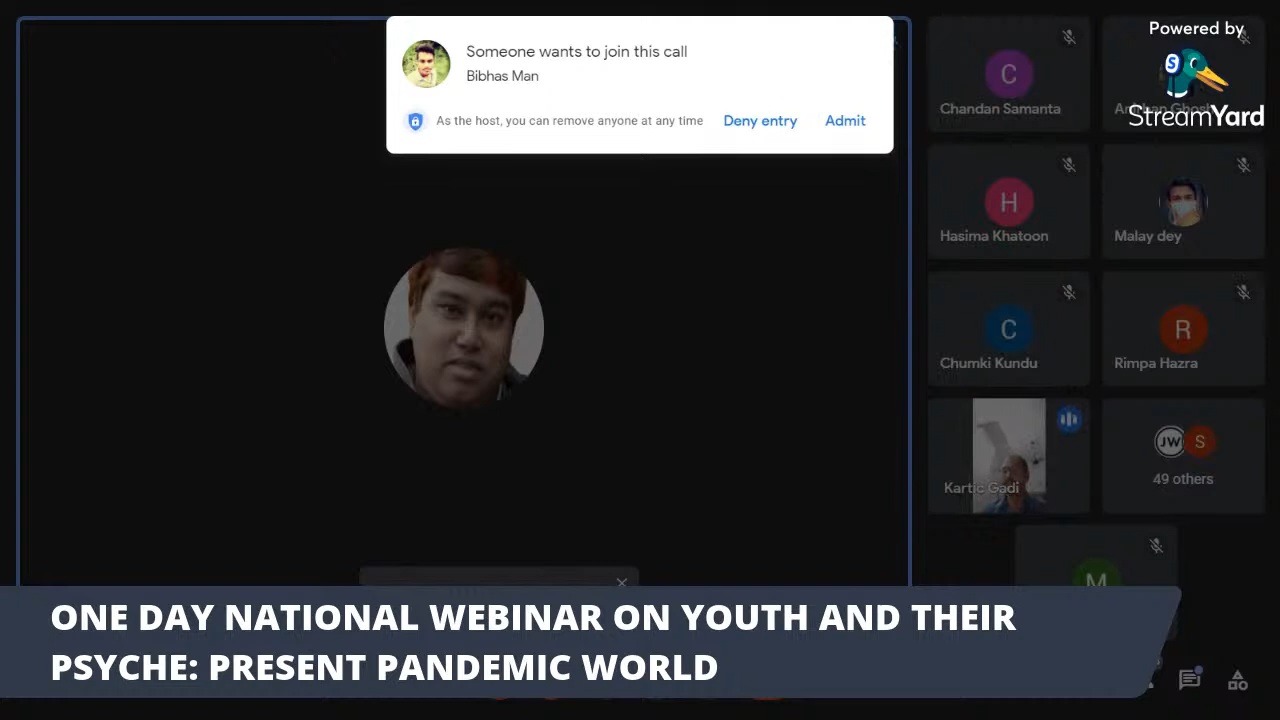 Someone wants to join this call
Bibhas Man
As the host, you can remove anyone at any time
Deny entry
Admit
Powered by
StreamYard
C
Chandan Samanta
H
Hasima Khatoon
Malay dey
C
Chumki Kundu
R
Rimpa Hazra
Kartic Gadi
JW
S
49 others
M
ONE DAY NATIONAL WEBINAR ON YOUTH AND THEIR
PSYCHE: PRESENT PANDEMIC WORLD